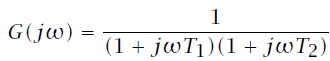 G(jω) = 1 / (1 + jωT₁)(1 + jωT₂)